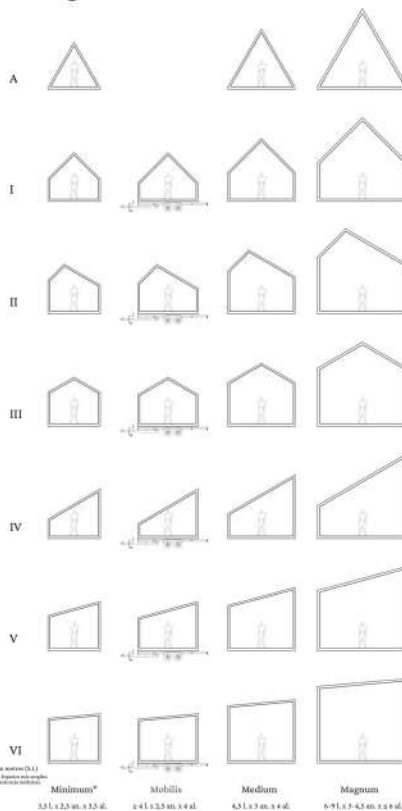 A
I
II
III
IV
V
VI
Minimum*
Mobilis
Medium
Magnum
3,5 l. x 2,5 an. x 3,5 al.
≥ 4 l. x 2,5 an. x 4 al.
4,5 l. x 3 an. x 4 al.
6-9 l. x 3-4,5 an. x ≤ 6 al.